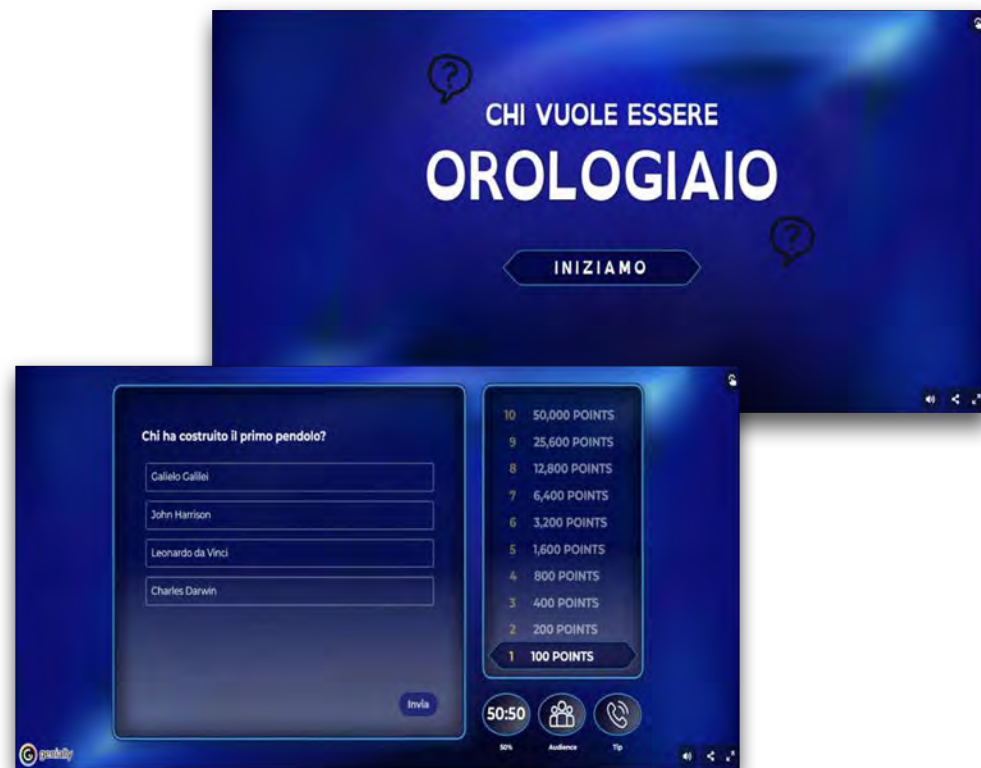 ?
CHI VUOLE ESSERE
OROLOGIAIO
?
INIZIAMO
Chi ha costruito il primo pendolo?
Galielo Galilei
John Harrison
Leonardo da Vinci
Charles Darwin
Invia
10 50,000 POINTS
9 25,600 POINTS
8 12,800 POINTS
7 6,400 POINTS
6 3,200 POINTS
5 1,600 POINTS
4 800 POINTS
3 400 POINTS
2 200 POINTS
1 100 POINTS
50:50
50% Audience Tip
G genially